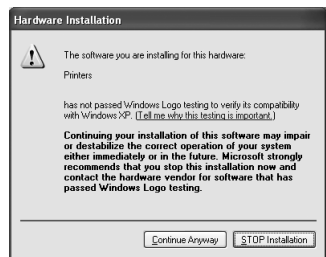 Hardware Installation
The software you are installing for this hardware:
Printers
has not passed Windows Logo testing to verify its compatibility
with Windows XP. (Tell me why this testing is important.)
Continuing your installation of this software may impair
or destabilize the correct operation of your system
either immediately or in the future. Microsoft strongly
recommends that you stop this installation now and
contact the hardware vendor for software that has
passed Windows Logo testing.
Continue Anyway STOP Installation